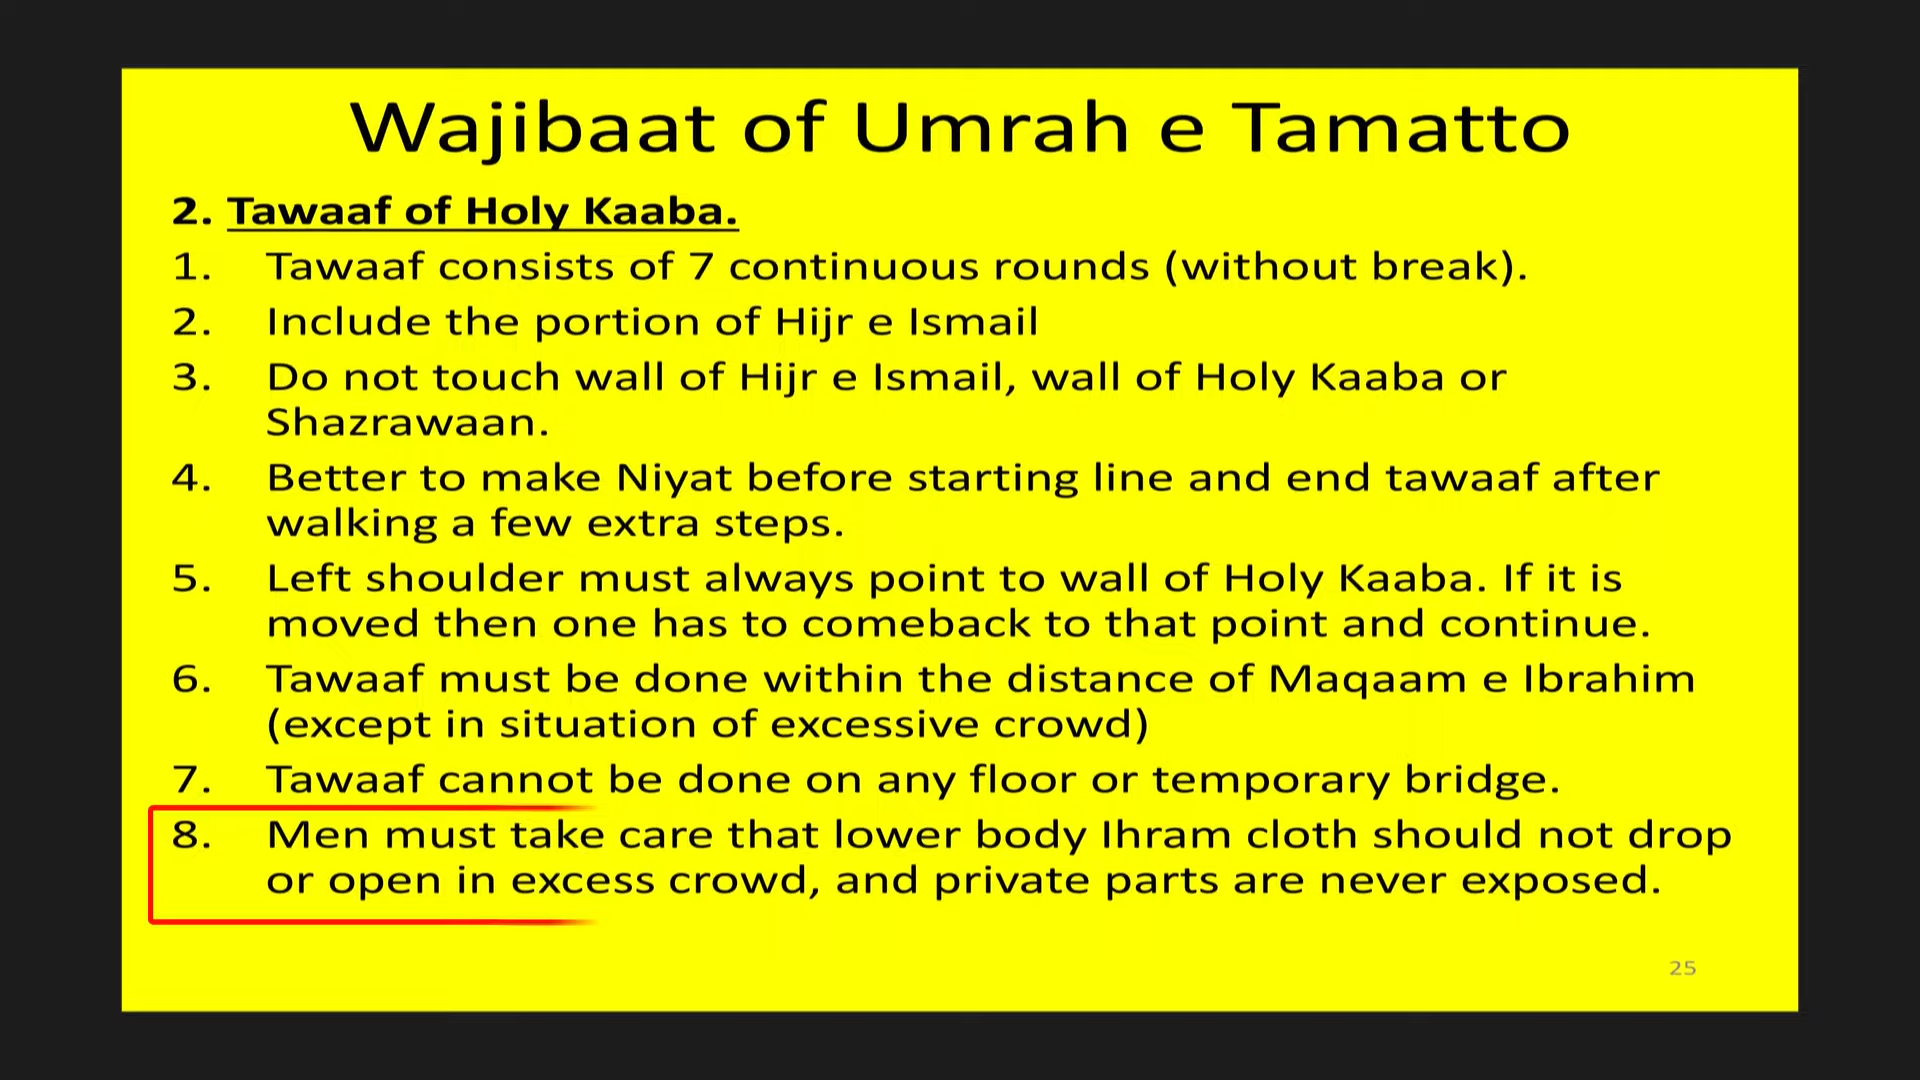 Wajibaat of Umrah e Tamatto
2. Tawaaf of Holy Kaaba.
1. Tawaaf consists of 7 continuous rounds (without break).
2. Include the portion of Hijr e Ismail
3. Do not touch wall of Hijr e Ismail, wall of Holy Kaaba or
Shazrawaan.
4. Better to make Niyat before starting line and end tawaaf after
walking a few extra steps.
5. Left shoulder must always point to wall of Holy Kaaba. If it is
moved then one has to comeback to that point and continue.
6. Tawaaf must be done within the distance of Maqaam e Ibrahim
(except in situation of excessive crowd)
7. Tawaaf cannot be done on any floor or temporary bridge.
8. Men must take care that lower body Ihram cloth should not drop
or open in excess crowd, and private parts are never exposed.
25